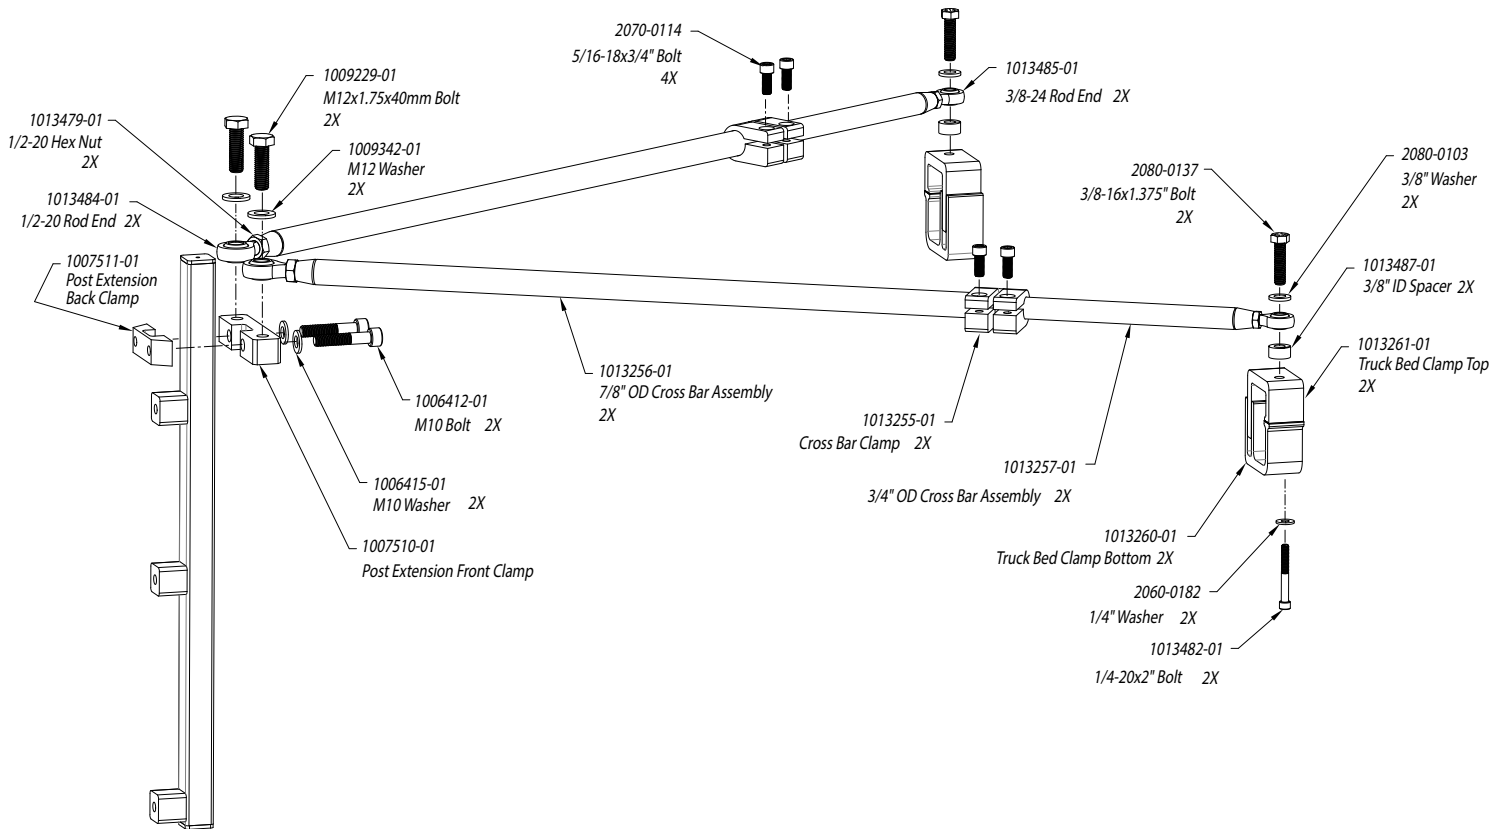 2070-0114
5/16-18x3/4" Bolt
4X
1013485-01
3/8-24 Rod End 2X
1009229-01
M12x1.75x40mm Bolt
2X
1013479-01
1/2-20 Hex Nut
2X
1009342-01
M12 Washer
2X
1013484-01
1/2-20 Rod End 2X
2080-0137
3/8-16x1.375" Bolt
2X
2080-0103
3/8" Washer
2X
1007511-01
Post Extension
Back Clamp
1013487-01
3/8" ID Spacer 2X
1013261-01
Truck Bed Clamp Top
2X
1013256-01
7/8" OD Cross Bar Assembly
2X
1006412-01
M10 Bolt 2X
1013255-01
Cross Bar Clamp 2X
1013257-01
3/4" OD Cross Bar Assembly 2X
1006415-01
M10 Washer 2X
1007510-01
Post Extension Front Clamp
1013260-01
Truck Bed Clamp Bottom 2X
2060-0182
1/4" Washer 2X
1013482-01
1/4-20x2" Bolt 2X